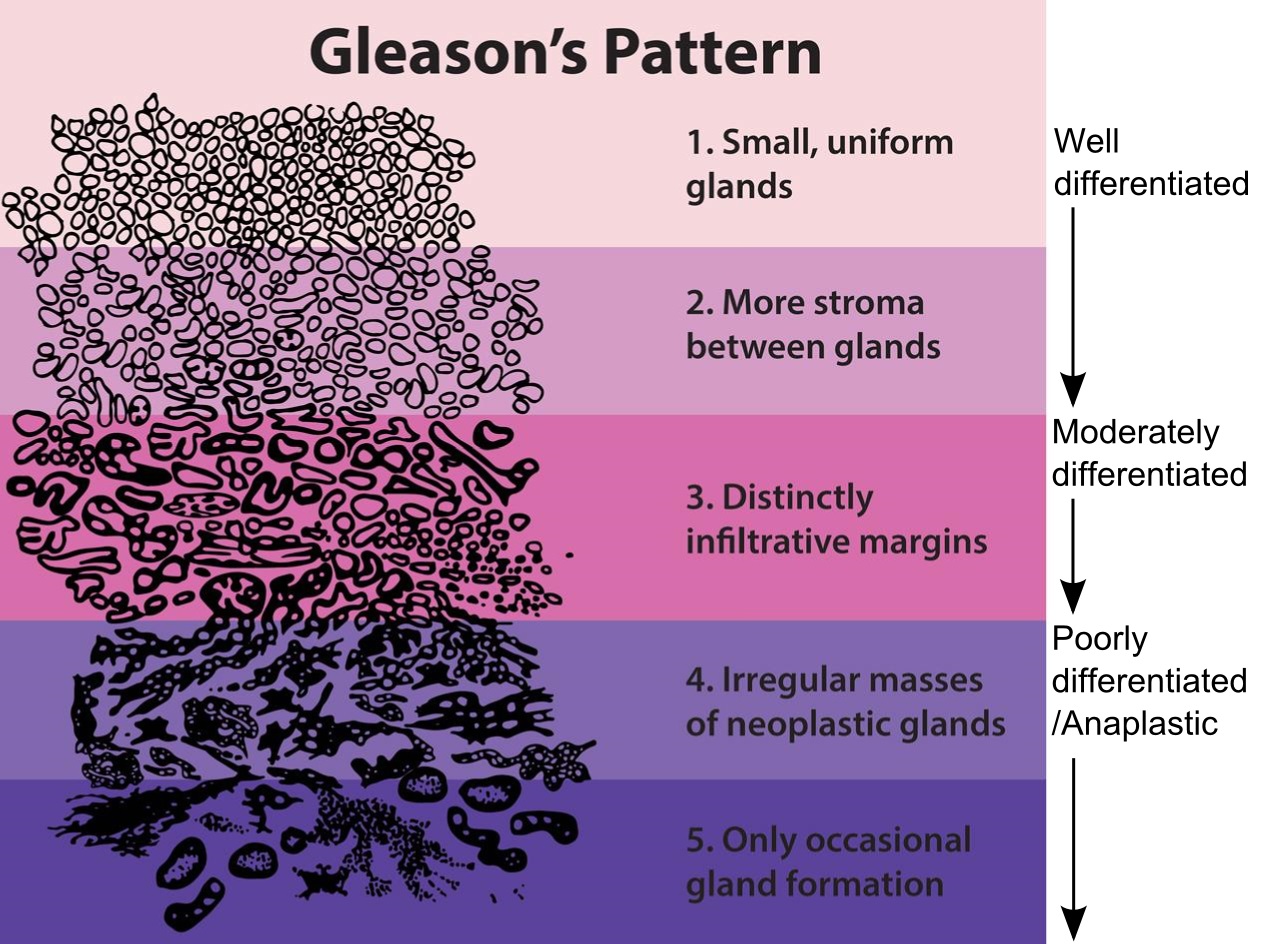 Gleason's Pattern
1. Small, uniform
glands
Well
differentiated
2. More stroma
between glands
Moderately
differentiated
3. Distinctly
infiltrative margins
Poorly
differentiated
/Anaplastic
4. Irregular masses
of neoplastic glands
5. Only occasional
gland formation